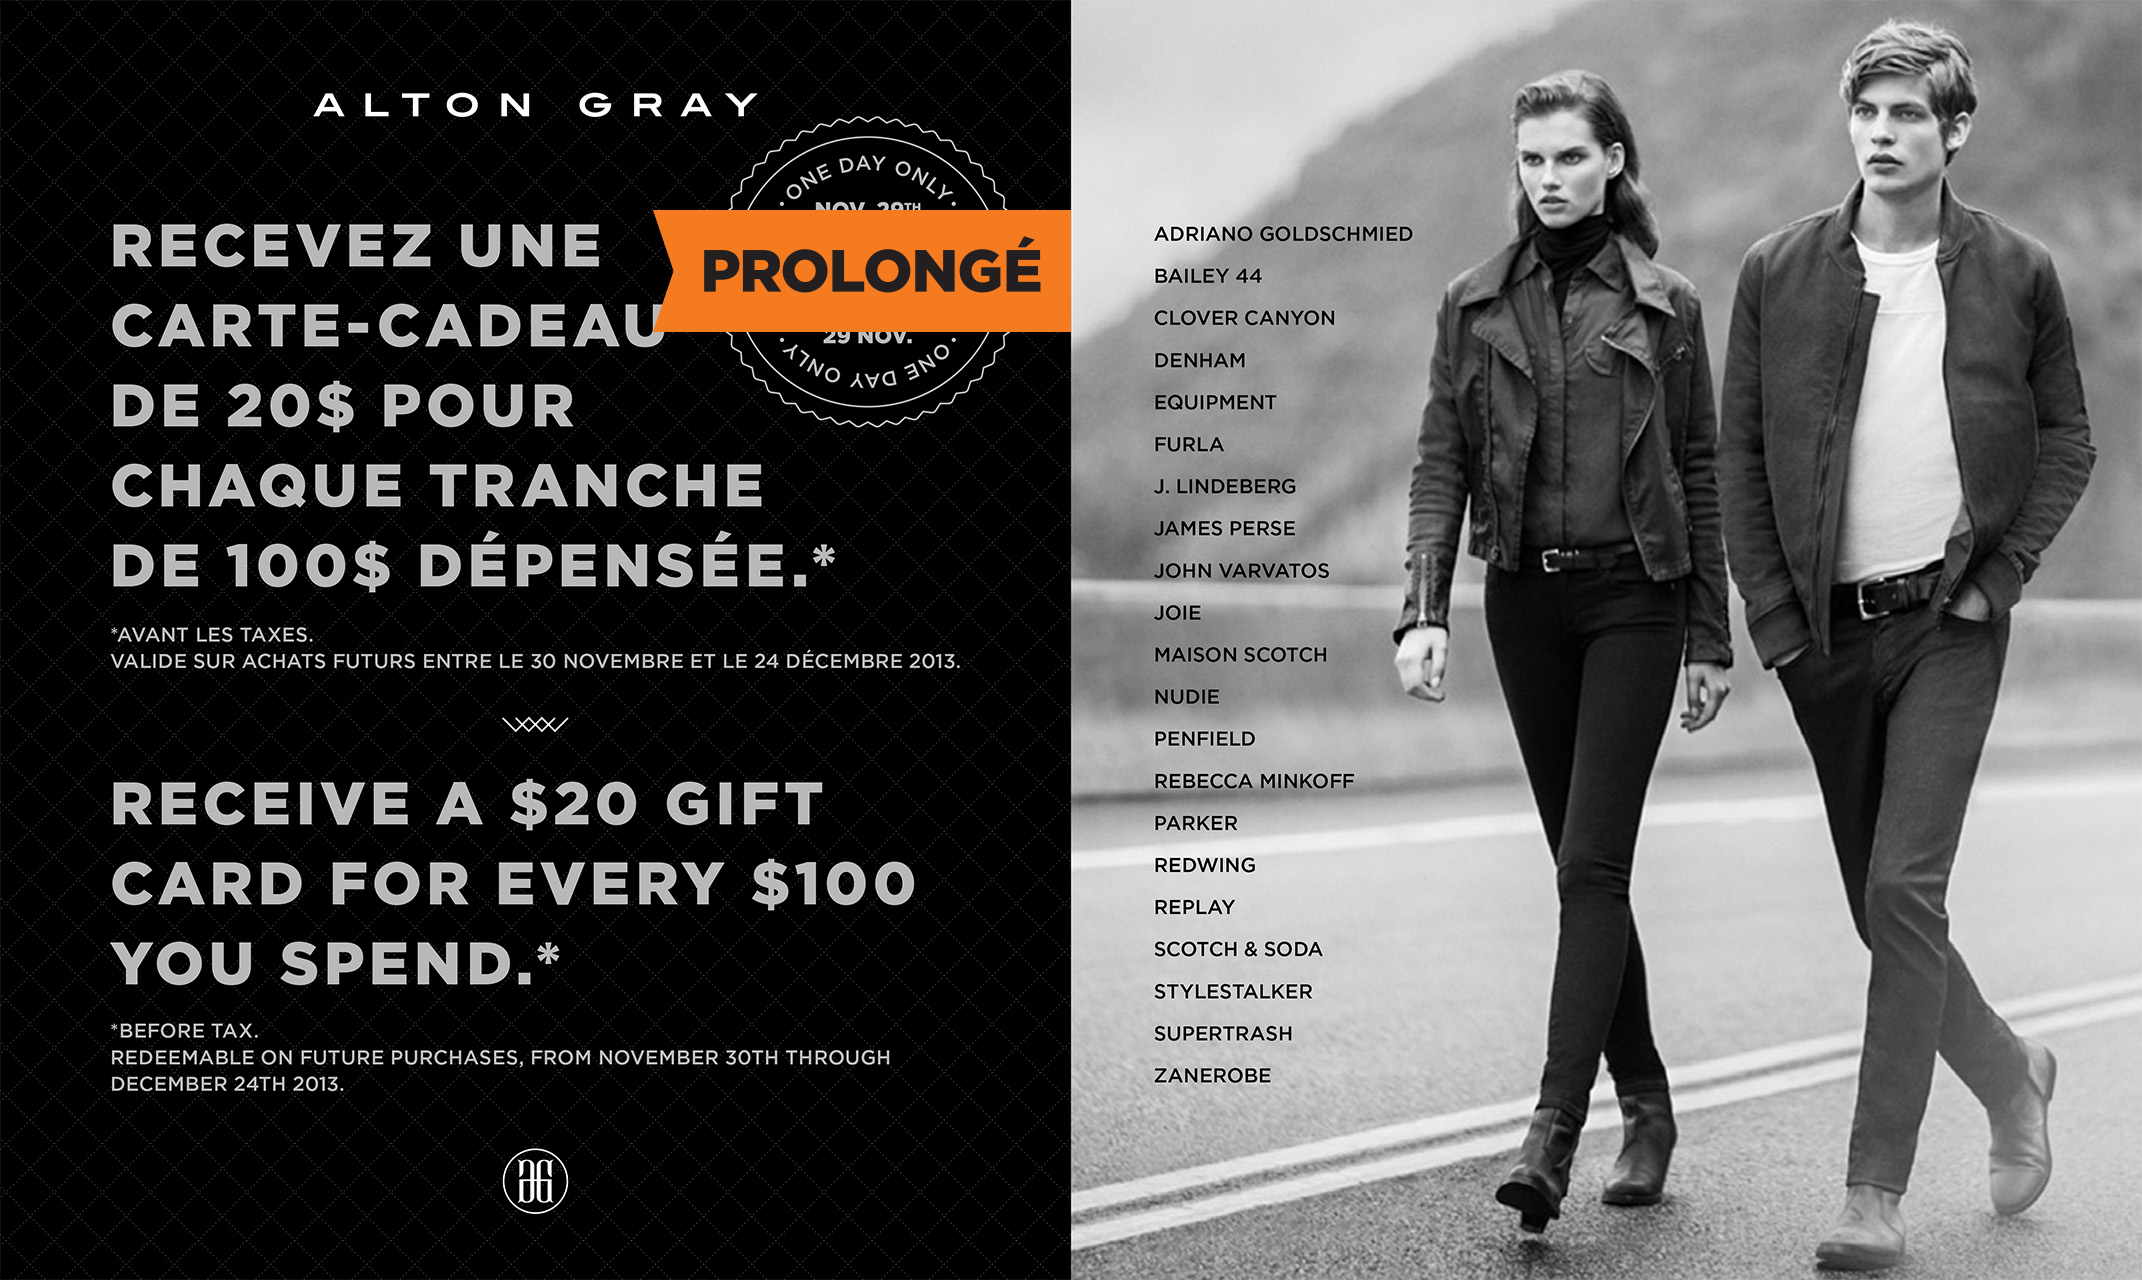 ALTON GRAY
ONE DAY ONLY
NOV. 29TH
PROLONGÉ
29 NOV.
ONE DAY ONLY
RECEVEZ UNE
CARTE-CADEAU
DE 20$ POUR
CHAQUE TRANCHE
DE 100$ DÉPENSÉE.*
*AVANT LES TAXES.
VALIDE SUR ACHATS FUTURS ENTRE LE 30 NOVEMBRE ET LE 24 DÉCEMBRE 2013.
RECEIVE A $20 GIFT
CARD FOR EVERY $100
YOU SPEND.*
*BEFORE TAX.
REDEEMABLE ON FUTURE PURCHASES, FROM NOVEMBER 30TH THROUGH
DECEMBER 24TH 2013.
ADRIANO GOLDSCHMIED
BAILEY 44
CLOVER CANYON
DENHAM
EQUIPMENT
FURLA
J. LINDEBERG
JAMES PERSE
JOHN VARVATOS
JOIE
MAISON SCOTCH
NUDIE
PENFIELD
REBECCA MINKOFF
PARKER
REDWING
REPLAY
SCOTCH & SODA
STYLESTALKER
SUPERTRASH
ZANEROBE